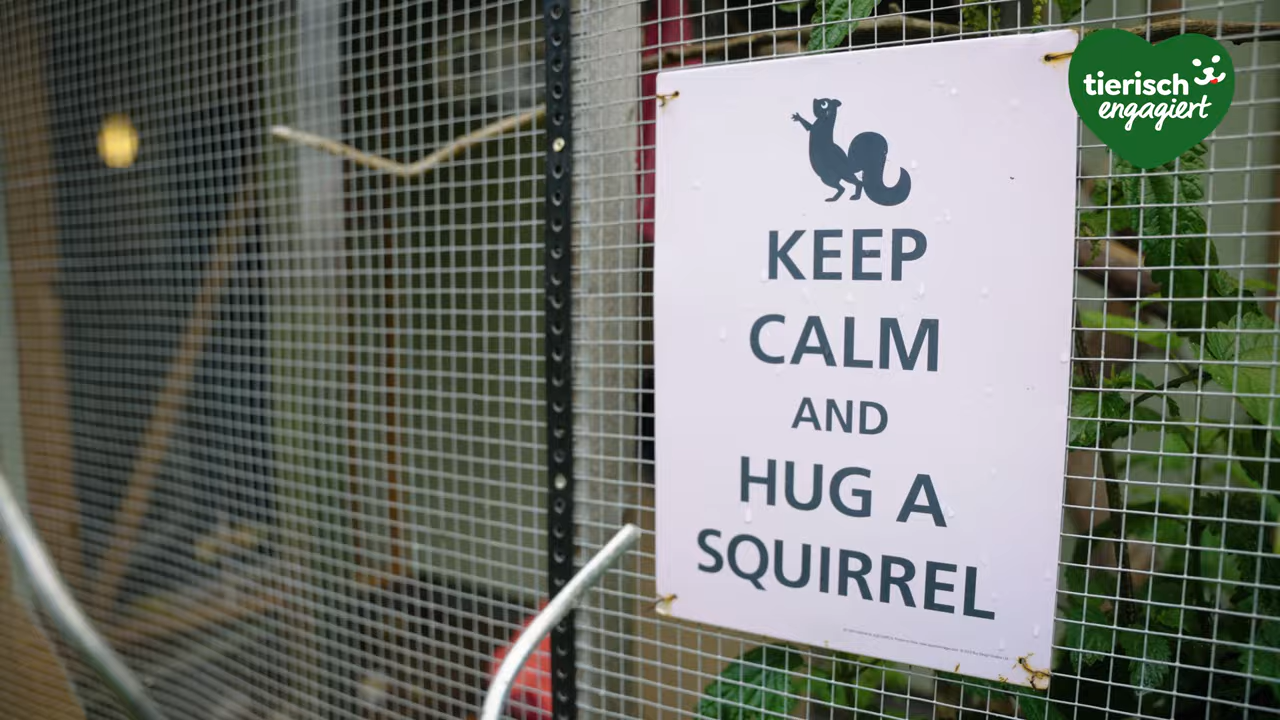 tierisch
engagiert
KEEP
CALM
AND
HUG A
SQUIRREL